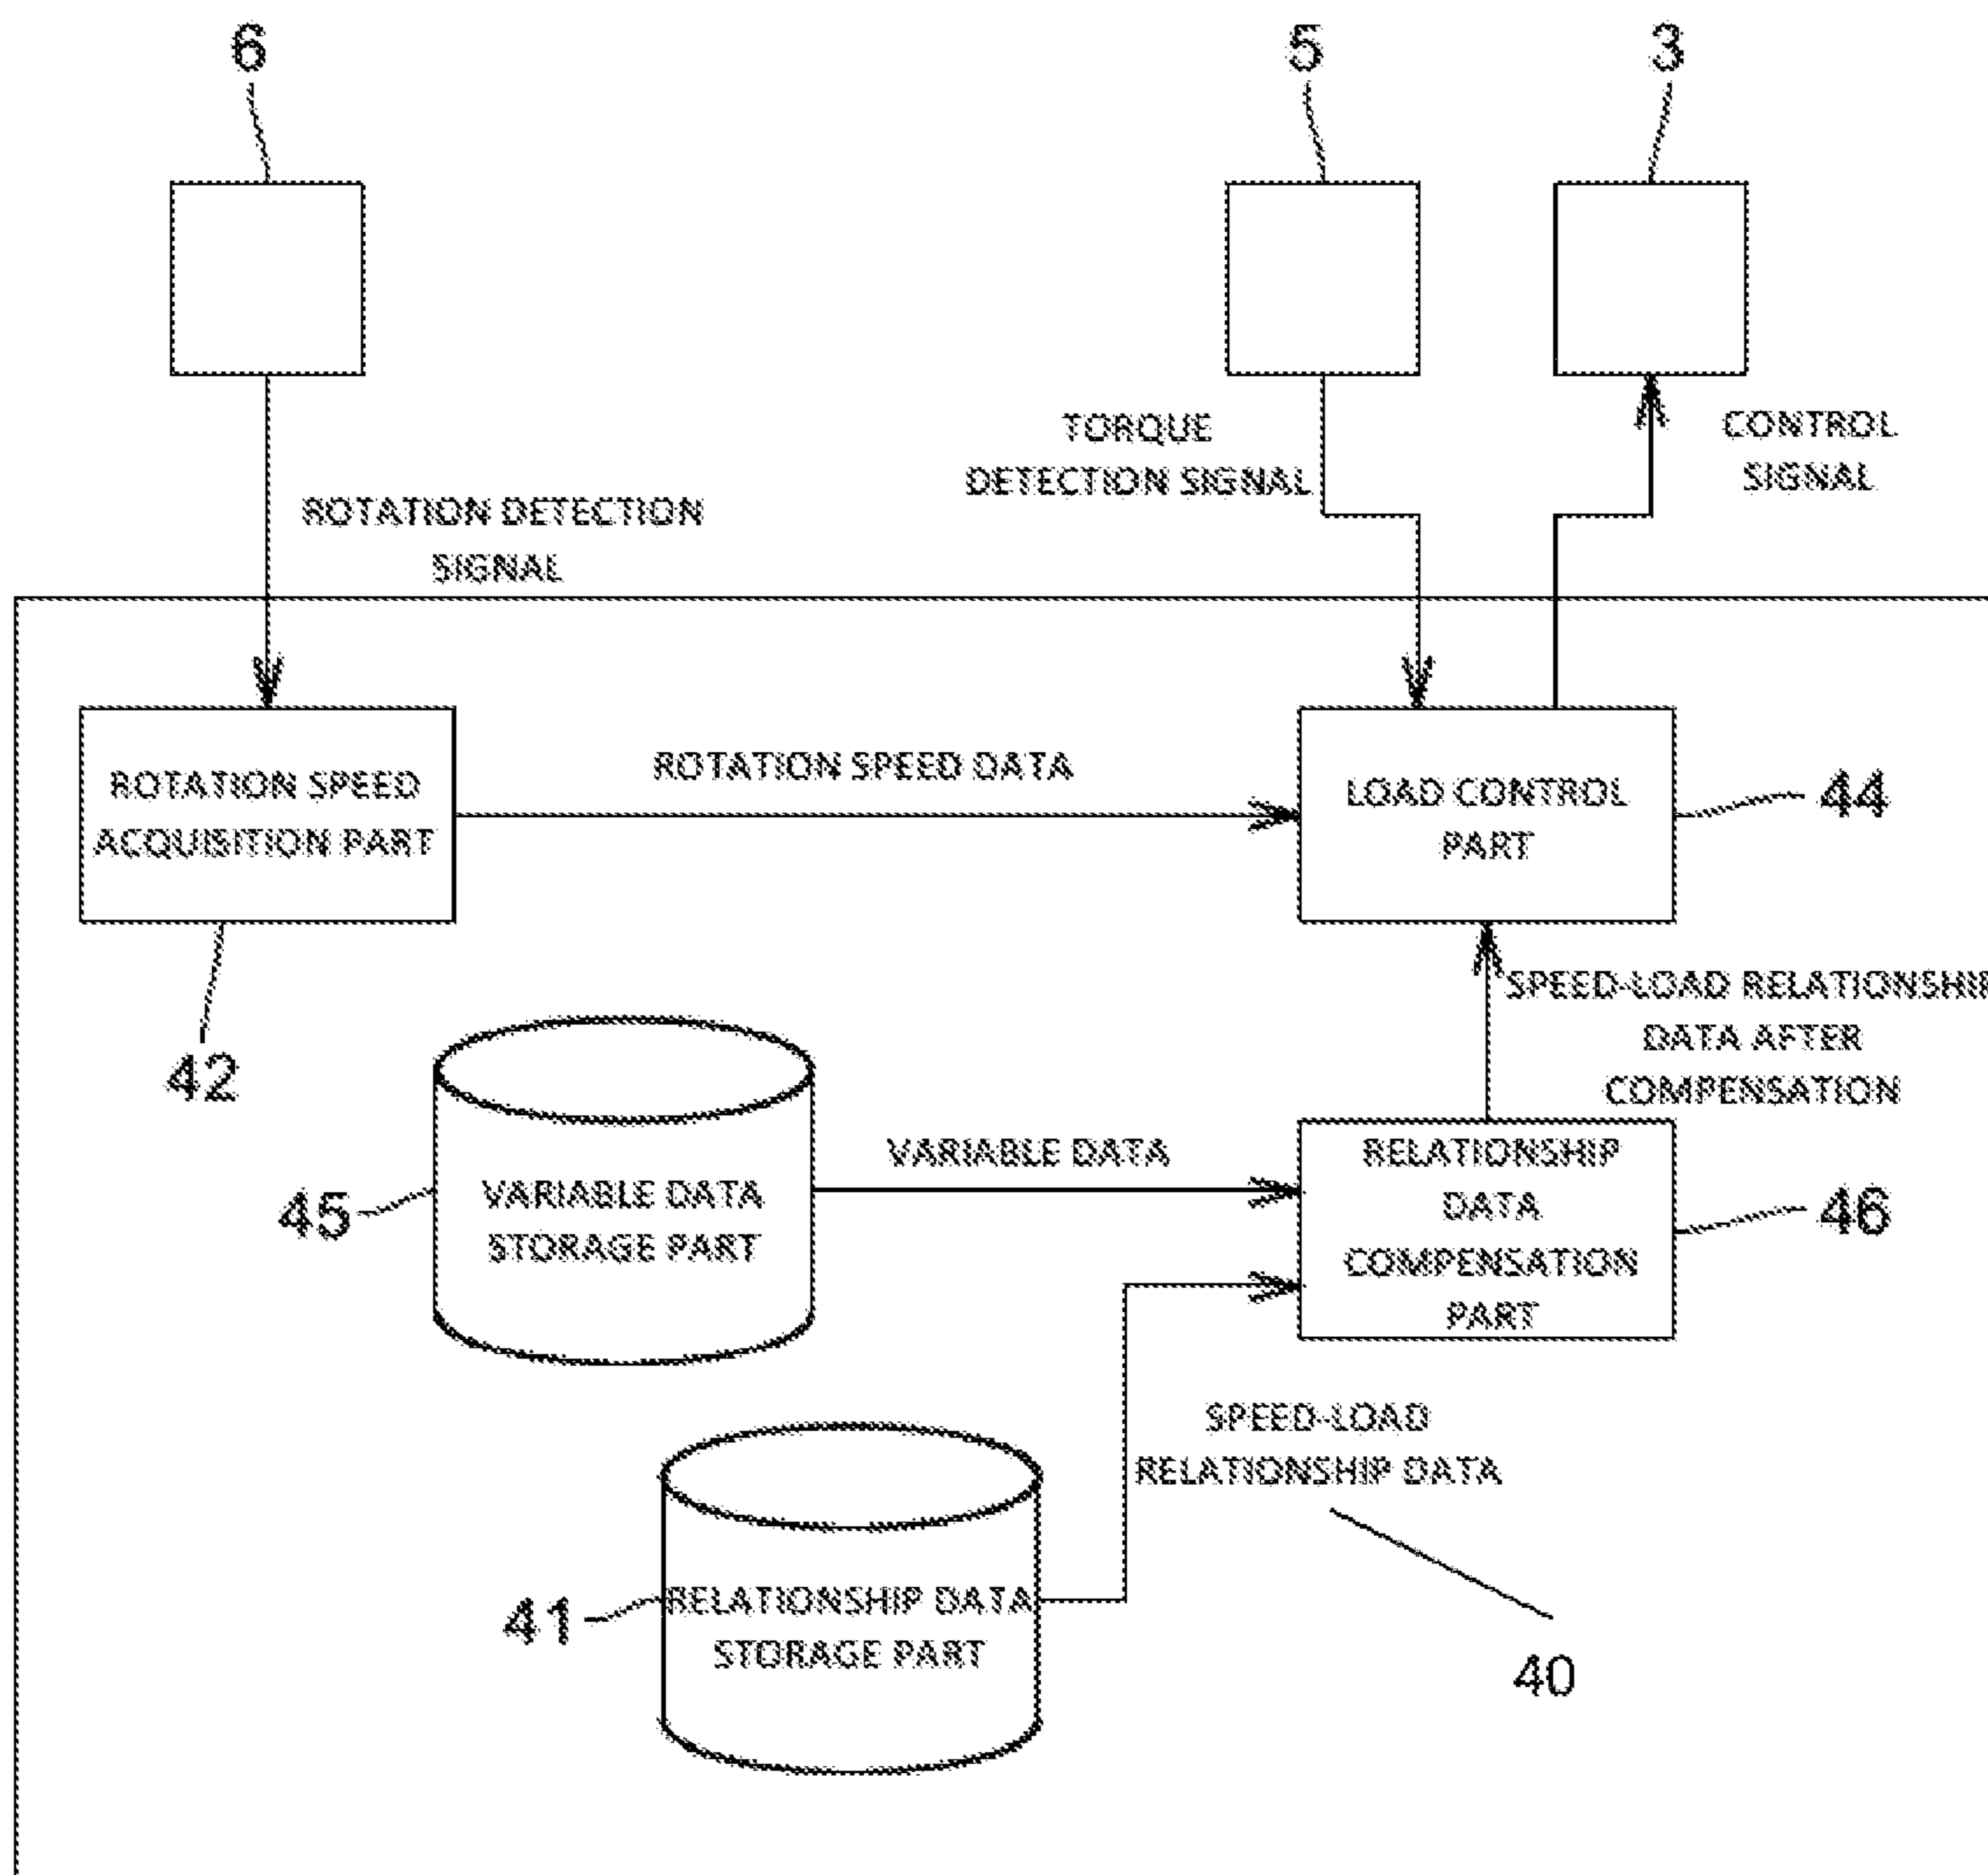 6
5
3
TORQUE
DETECTION SIGNAL
CONTROL
SIGNAL
ROTATION DETECTION
SIGNAL
ROTATION SPEED
ACQUISITION PART
ROTATION SPEED DATA
LOAD CONTROL
PART
44
42
SPEED-LOAD RELATIONSHIP
DATA AFTER
COMPENSATION
45
VARIABLE DATA
STORAGE PART
VARIABLE DATA
RELATIONSHIP
DATA
COMPENSATION
PART
46
SPEED-LOAD
RELATIONSHIP DATA
41
RELATIONSHIP DATA
STORAGE PART
40